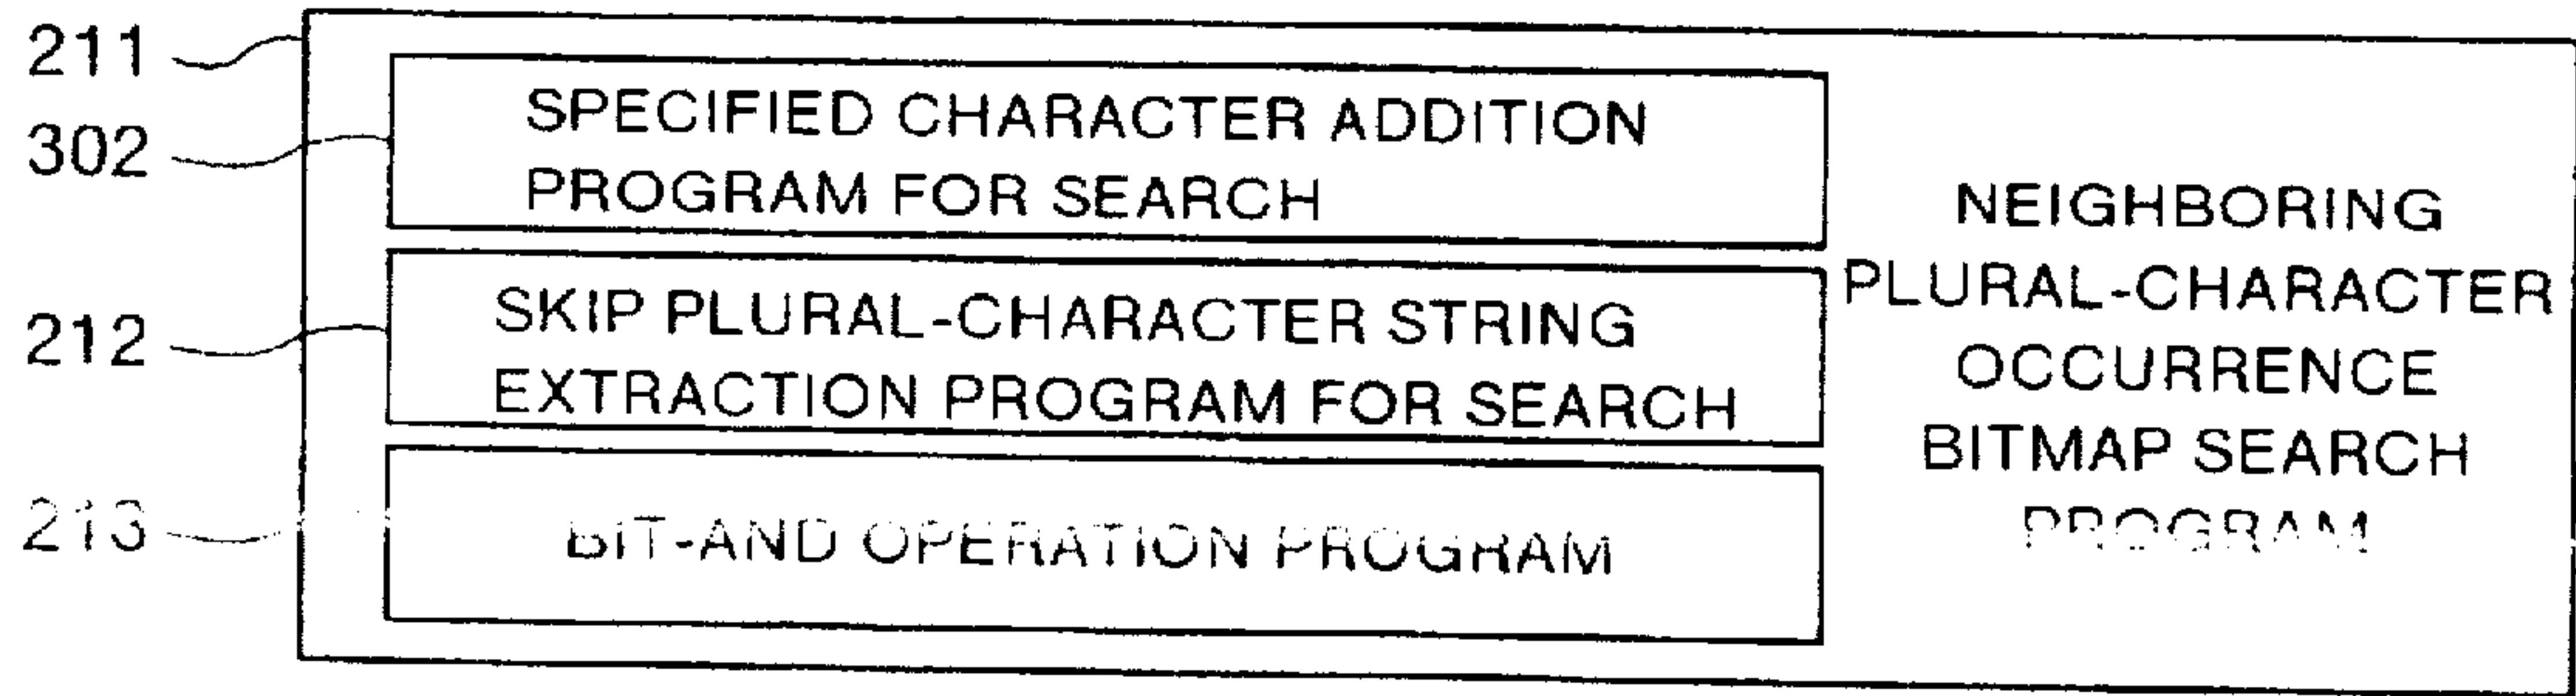 211
302
212
213
SPECIFIED CHARACTER ADDITION
PROGRAM FOR SEARCH
SKIP PLURAL-CHARACTER STRING
EXTRACTION PROGRAM FOR SEARCH
BIT-AND OPERATION PROGRAM
NEIGHBORING
PLURAL-CHARACTER
OCCURRENCE
BITMAP SEARCH
PROGRAM